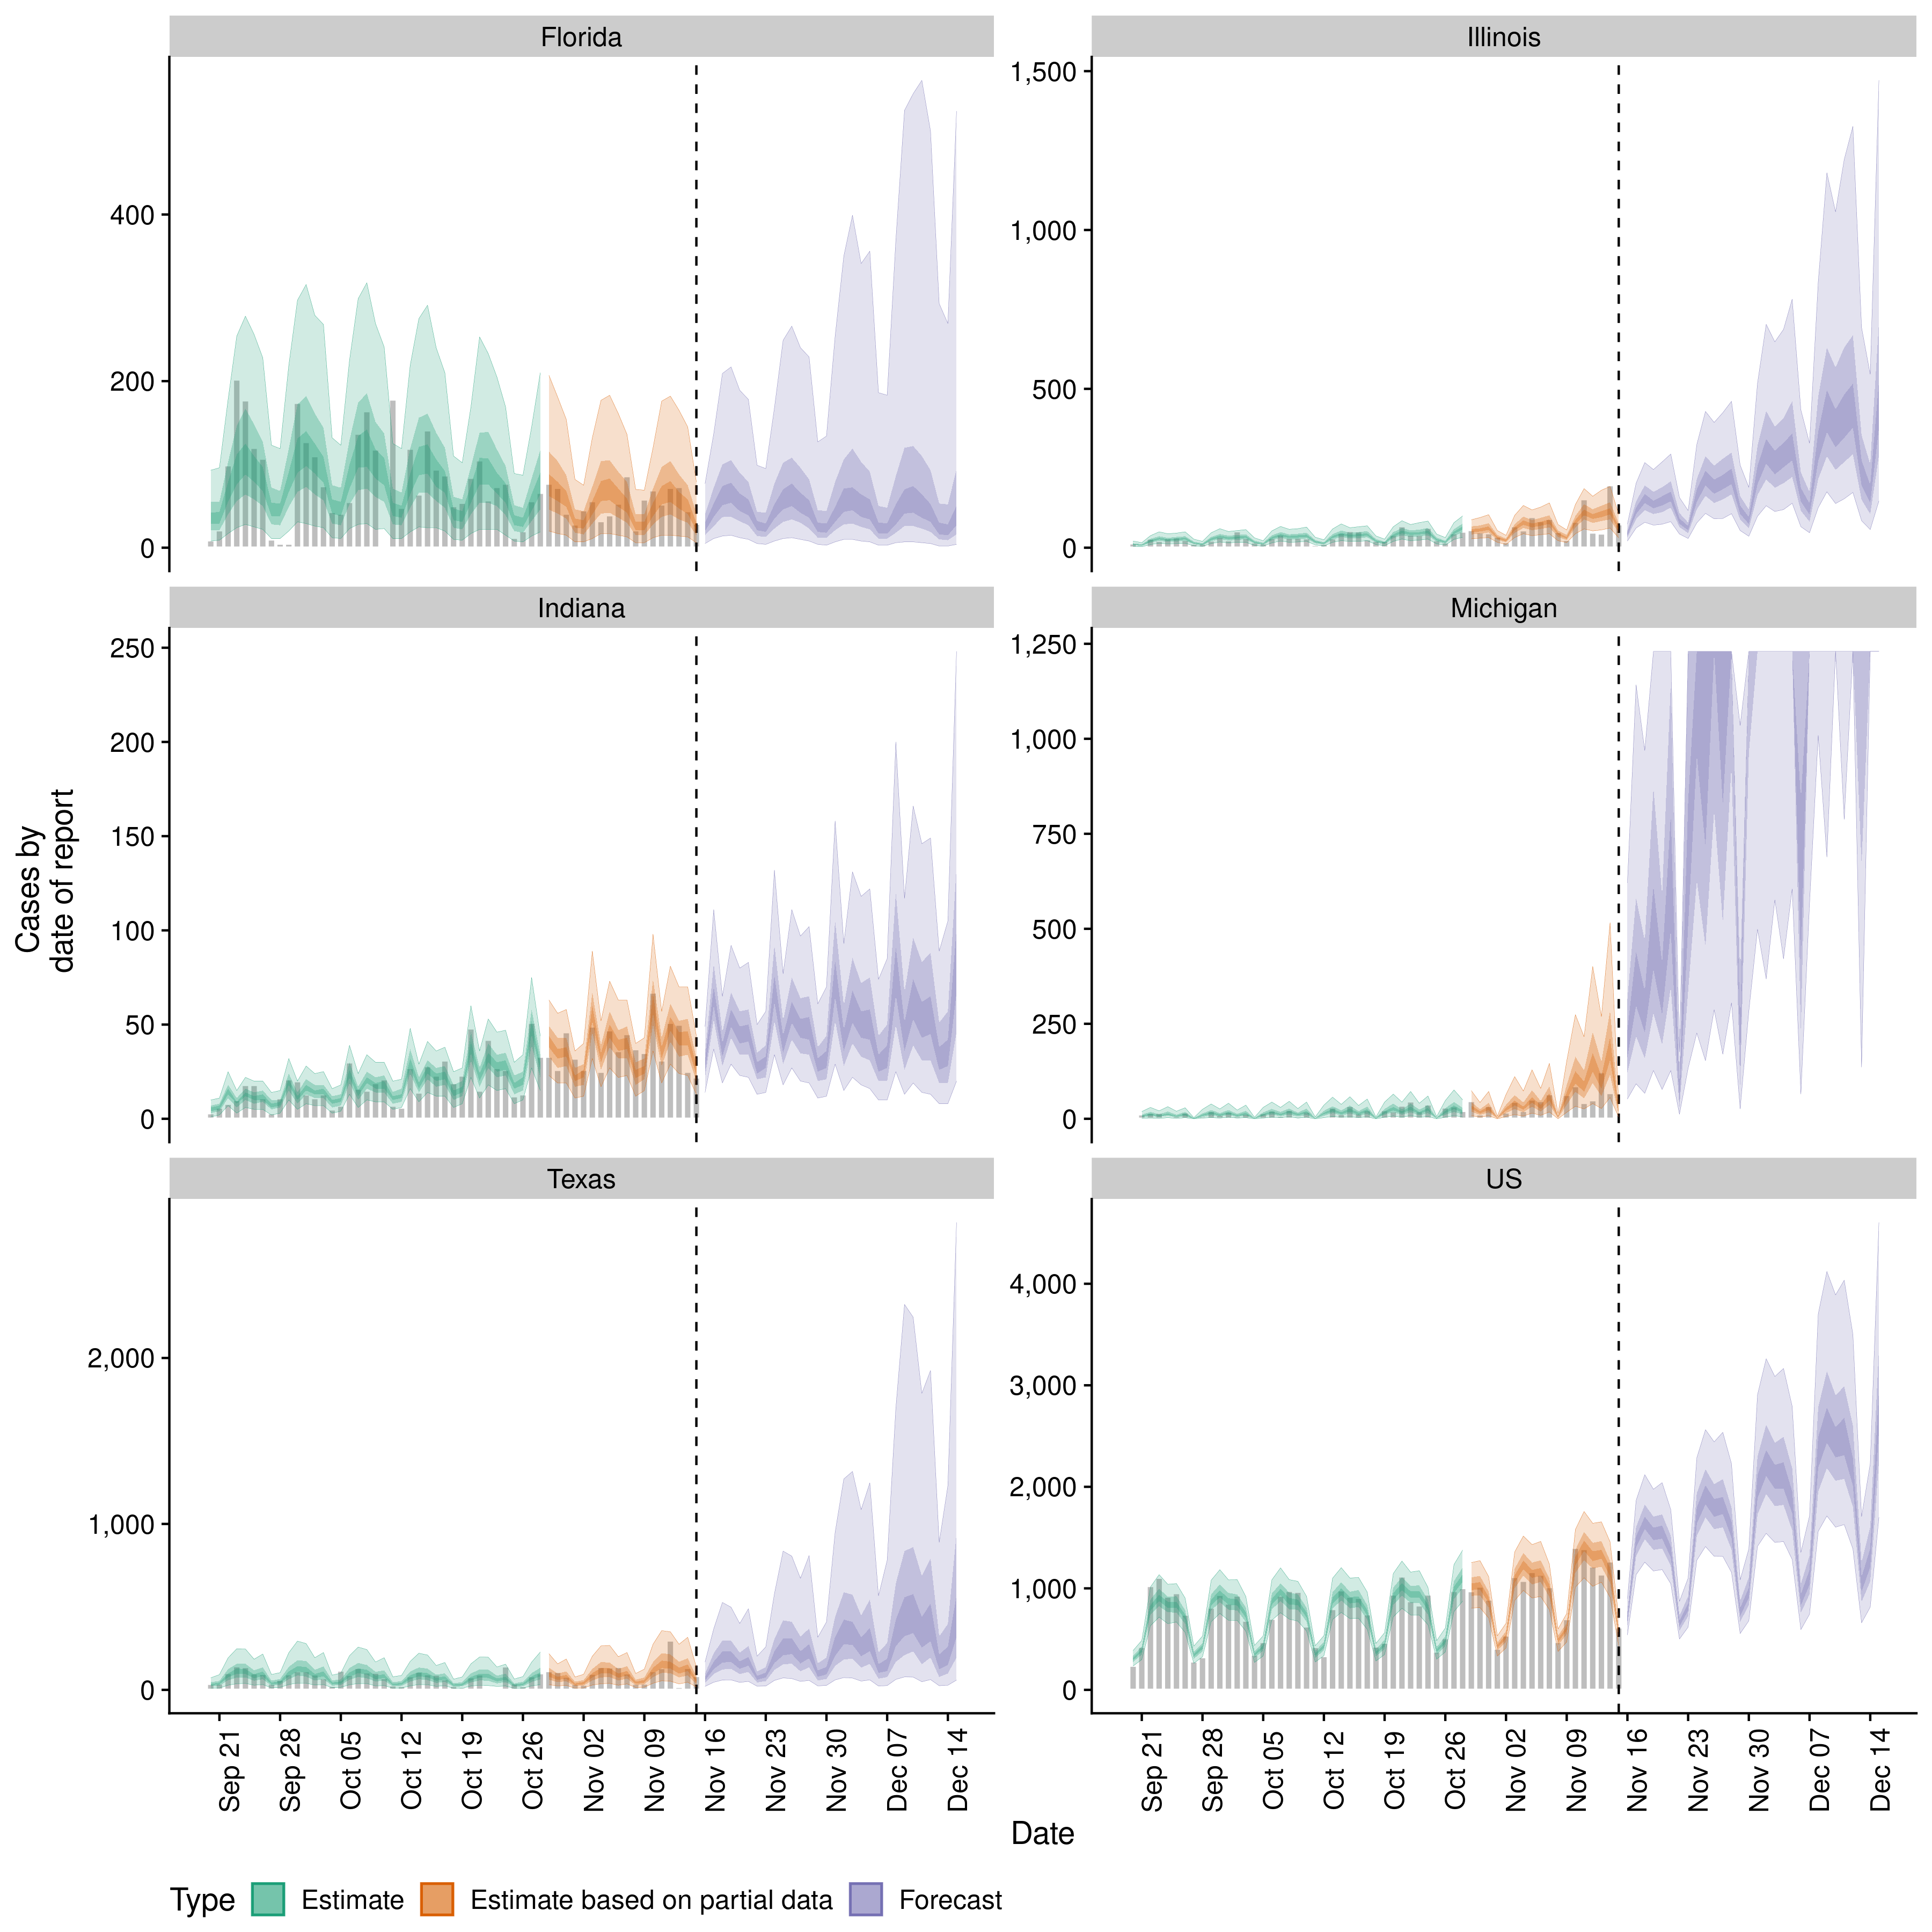 Florida
Illinois
400
200
0
1,500
1,000
500
0
Indiana
Michigan
250
200
150
100
50
0
1,250
1,000
750
500
250
0
Cases by
date of report
Texas
US
2,000
1,000
0
4,000
3,000
2,000
1,000
0
Sep 21
Sep 28
Oct 05
Oct 12
Oct 19
Oct 26
Nov 02
Nov 09
Nov 16
Nov 23
Nov 30
Dec 07
Dec 14
Sep 21
Sep 28
Oct 05
Oct 12
Oct 19
Oct 26
Nov 02
Nov 09
Nov 16
Nov 23
Nov 30
Dec 07
Dec 14
Date
Type Estimate Estimate based on partial data Forecast